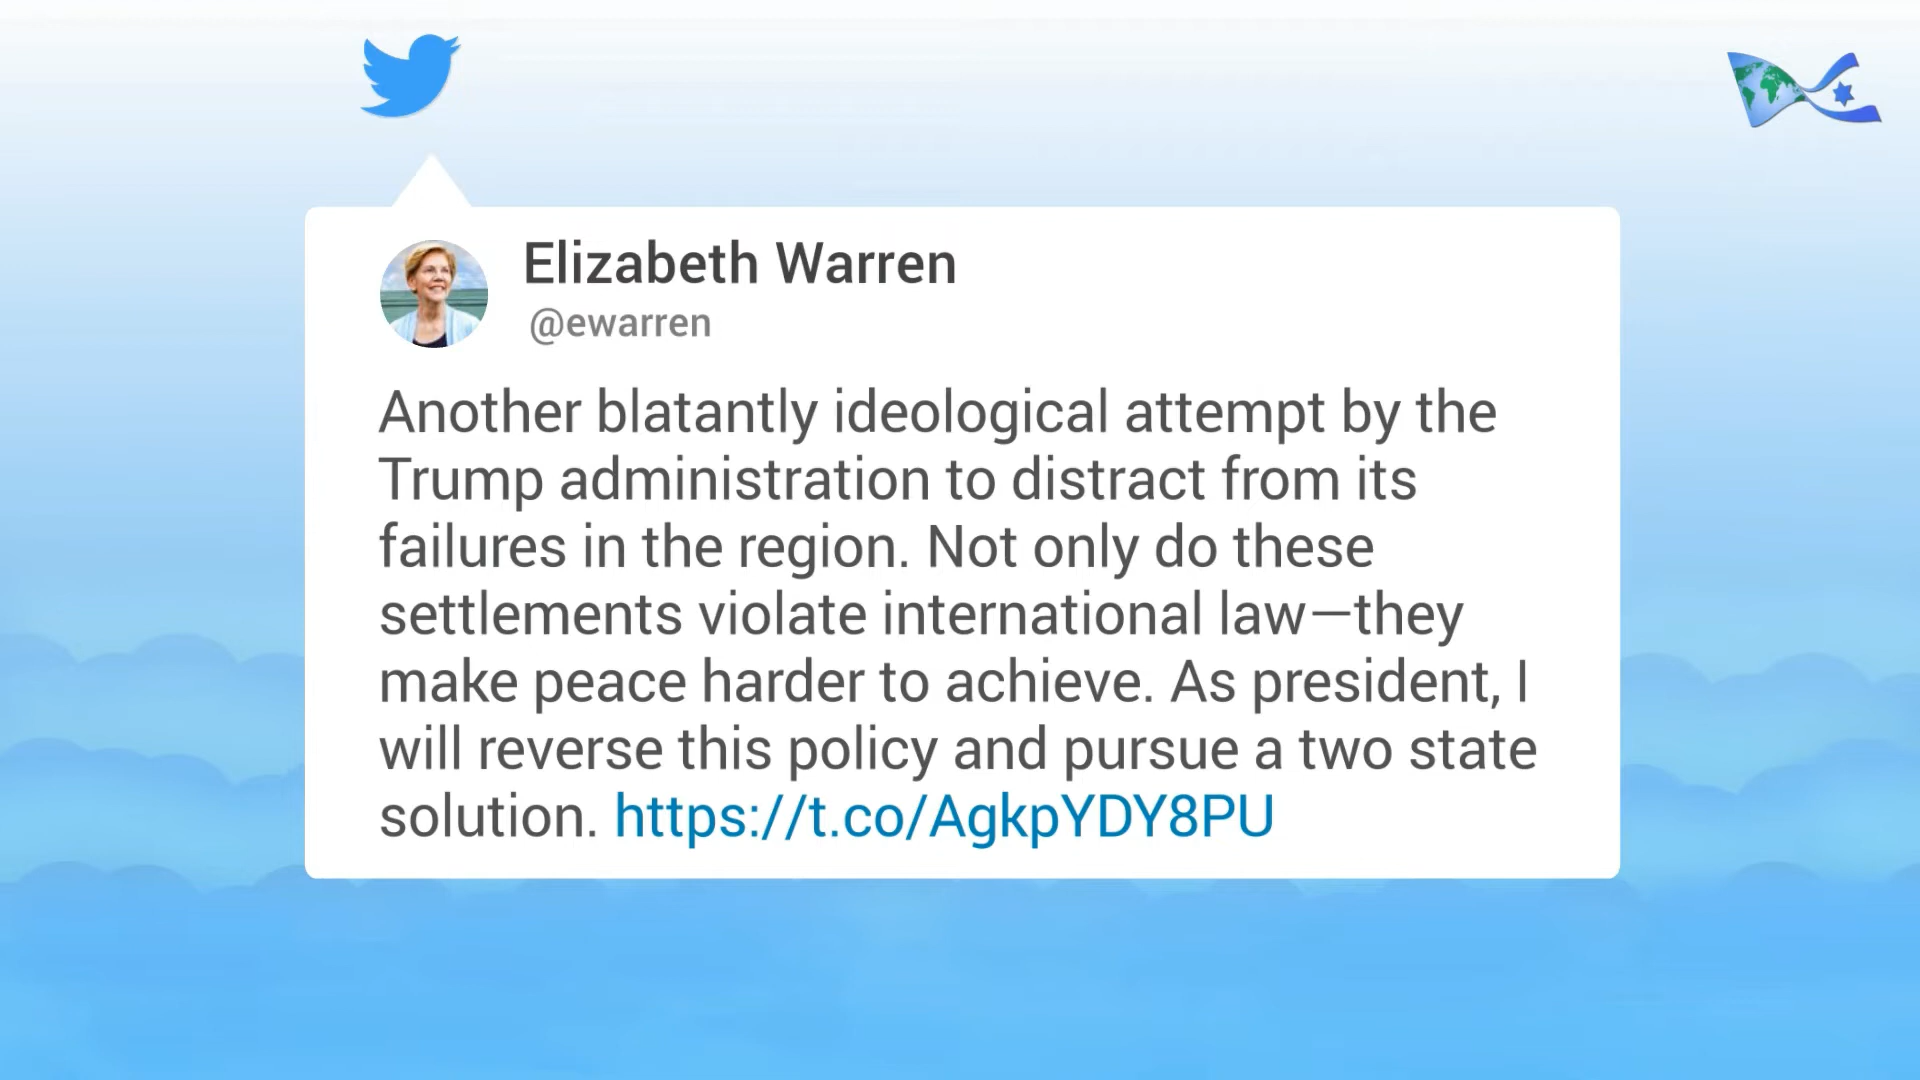 Elizabeth Warren
@ewarren
Another blatantly ideological attempt by the
Trump administration to distract from its
failures in the region. Not only do these
settlements violate international law—they
make peace harder to achieve. As president, I
will reverse this policy and pursue a two state
solution. https://t.co/AgkpYDY8PU